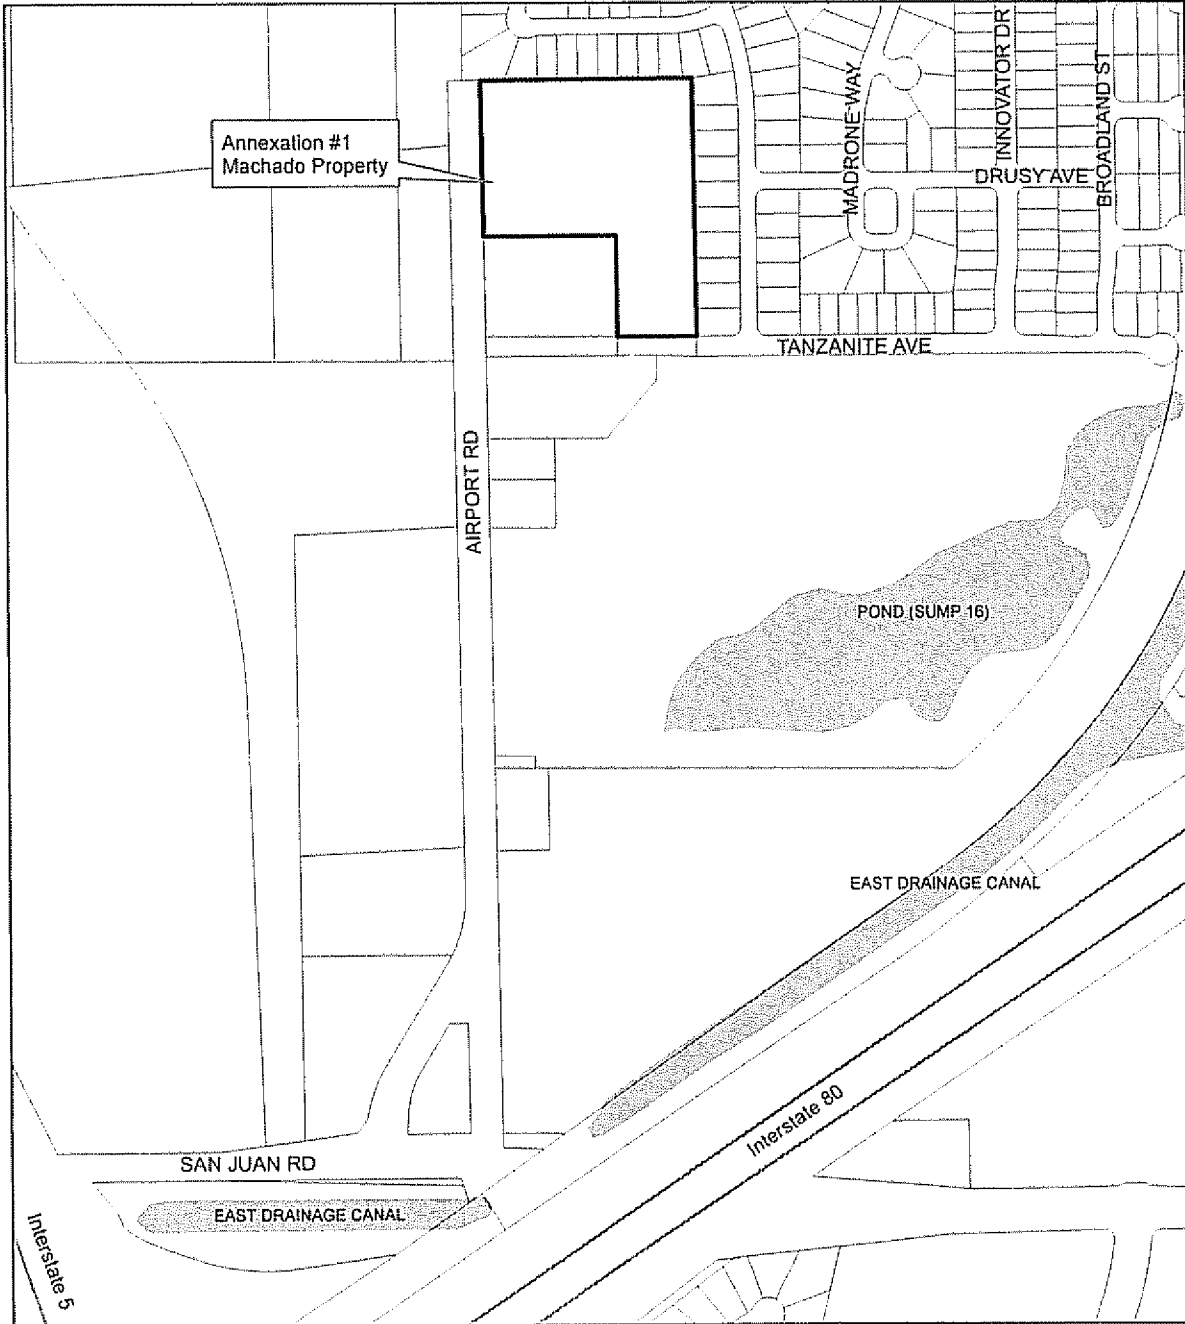 Annexation #1
Machado Property
MADRONE WAY
INNOVATOR DR
BROADLAND ST
DRUSY AVE
TANZANITE AVE
AIRPORT RD
POND (SUMP 16)
EAST DRAINAGE CANAL
Interstate 80
SAN JUAN RD
EAST DRAINAGE CANAL
Interstate 5